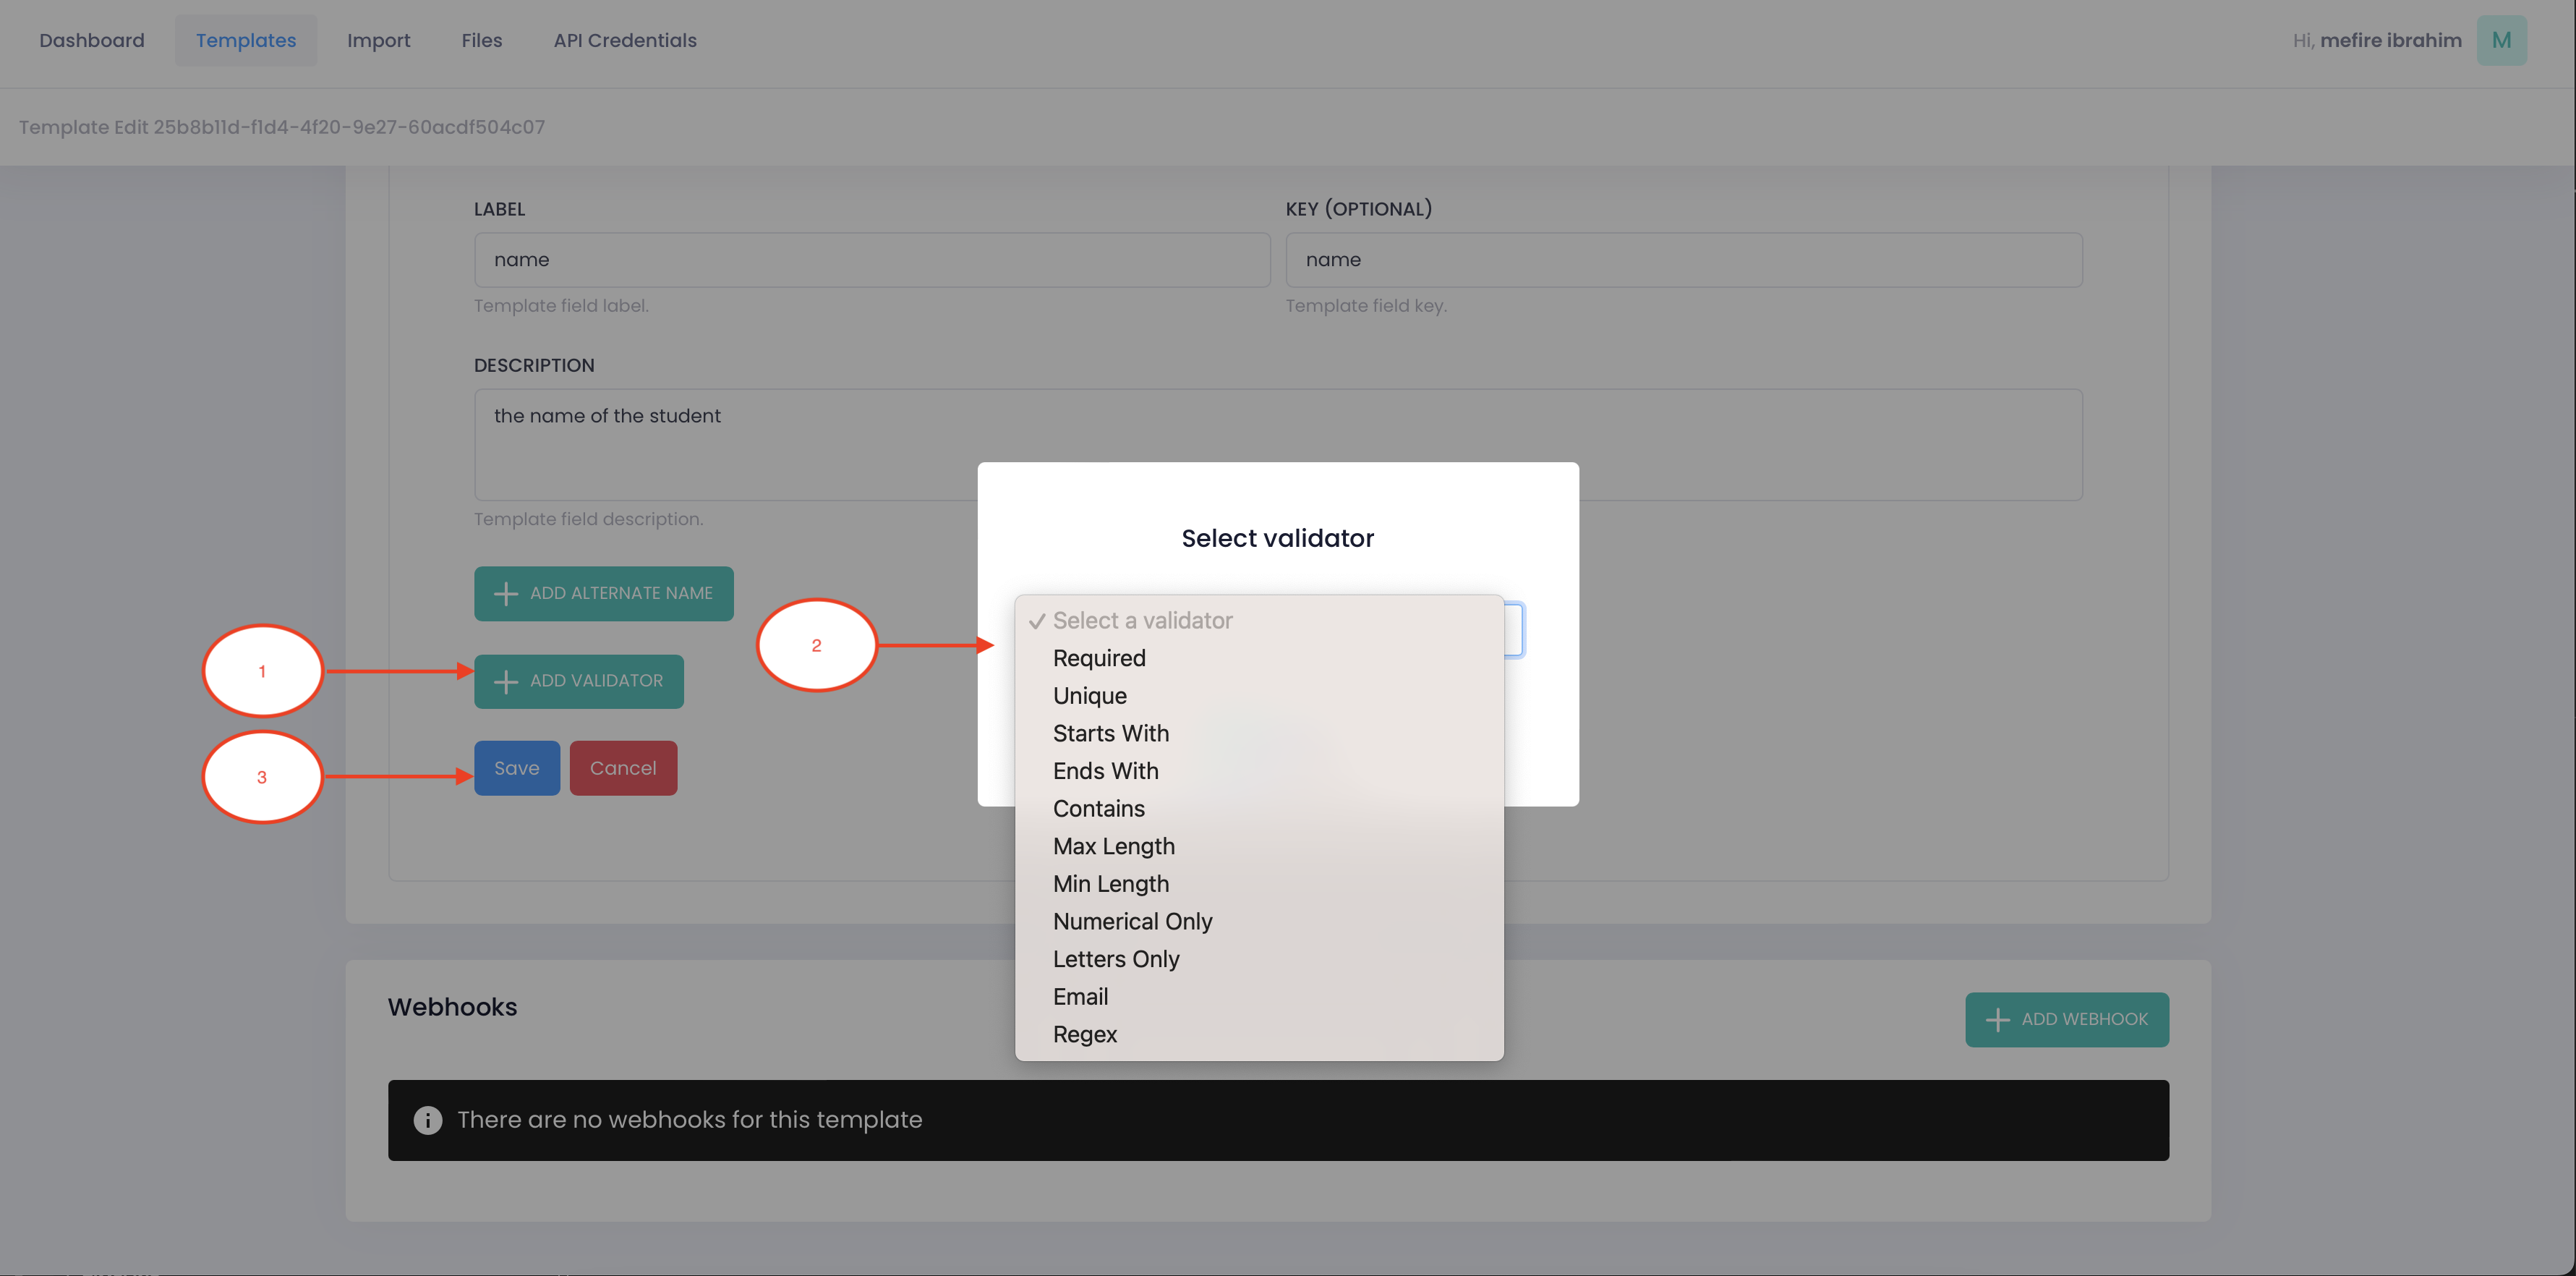 Dashboard Templates Import Files API Credentials Hi, mefire ibrahim M
Template Edit 25b8b11d-f1d4-4f20-9e27-60acdf504c07
LABEL KEY (OPTIONAL)
name name
Template field label. Template field key.
DESCRIPTION
the name of the student
Template field description.
ADD ALTERNATE NAME
1 ADD VALIDATOR
3 Save Cancel
Select validator
2 ✓ Select a validator
Required
Unique
Starts With
Ends With
Contains
Max Length
Min Length
Numerical Only
Letters Only
Email
Regex
Webhooks ADD WEBHOOK
There are no webhooks for this template